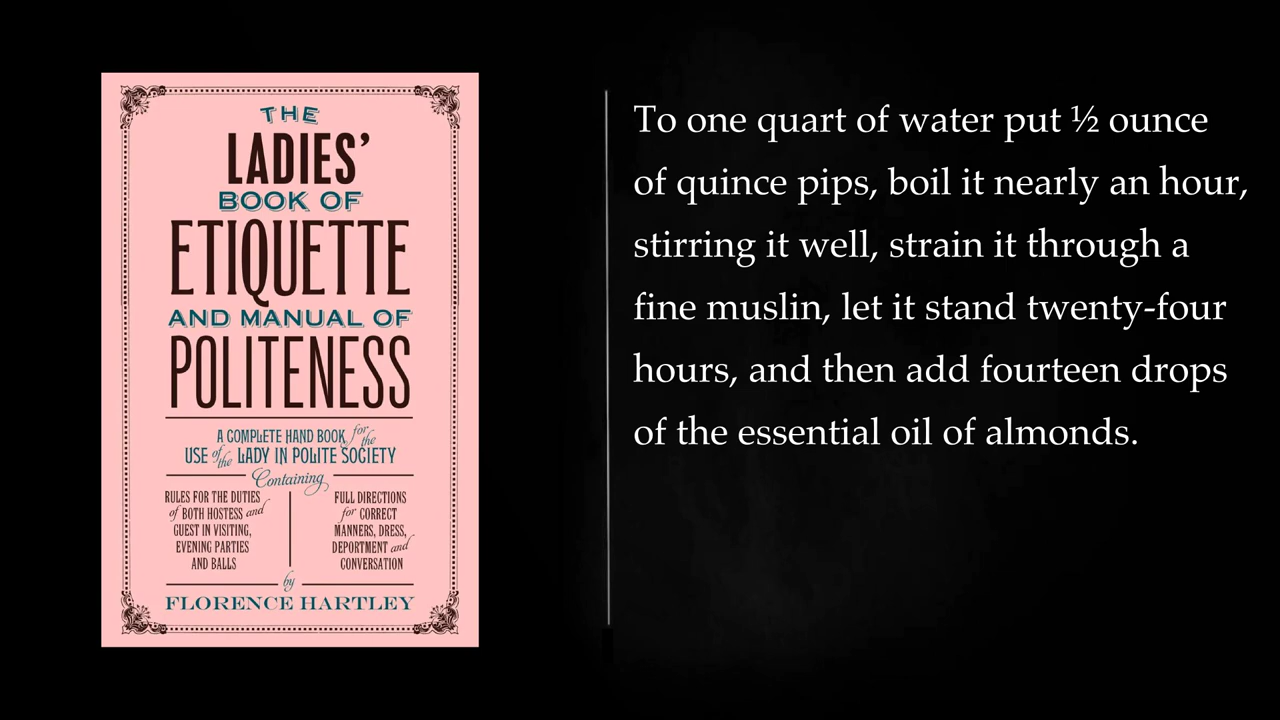 THE
LADIES'
BOOK OF
ETIQUETTE
AND MANUAL OF
POLITENESS
A COMPLETE HAND BOOK for the
USE of the LADY IN POLITE SOCIETY
Containing
RULES FOR THE DUTIES
of BOTH HOSTESS and
GUEST IN VISITING,
EVENING PARTIES
AND BALLS
FULL DIRECTIONS
for CORRECT
MANNERS, DRESS,
DEPORTMENT and
CONVERSATION
by
FLORENCE HARTLEY
To one quart of water put ½ ounce
of quince pips, boil it nearly an hour,
stirring it well, strain it through a
fine muslin, let it stand twenty-four
hours, and then add fourteen drops
of the essential oil of almonds.